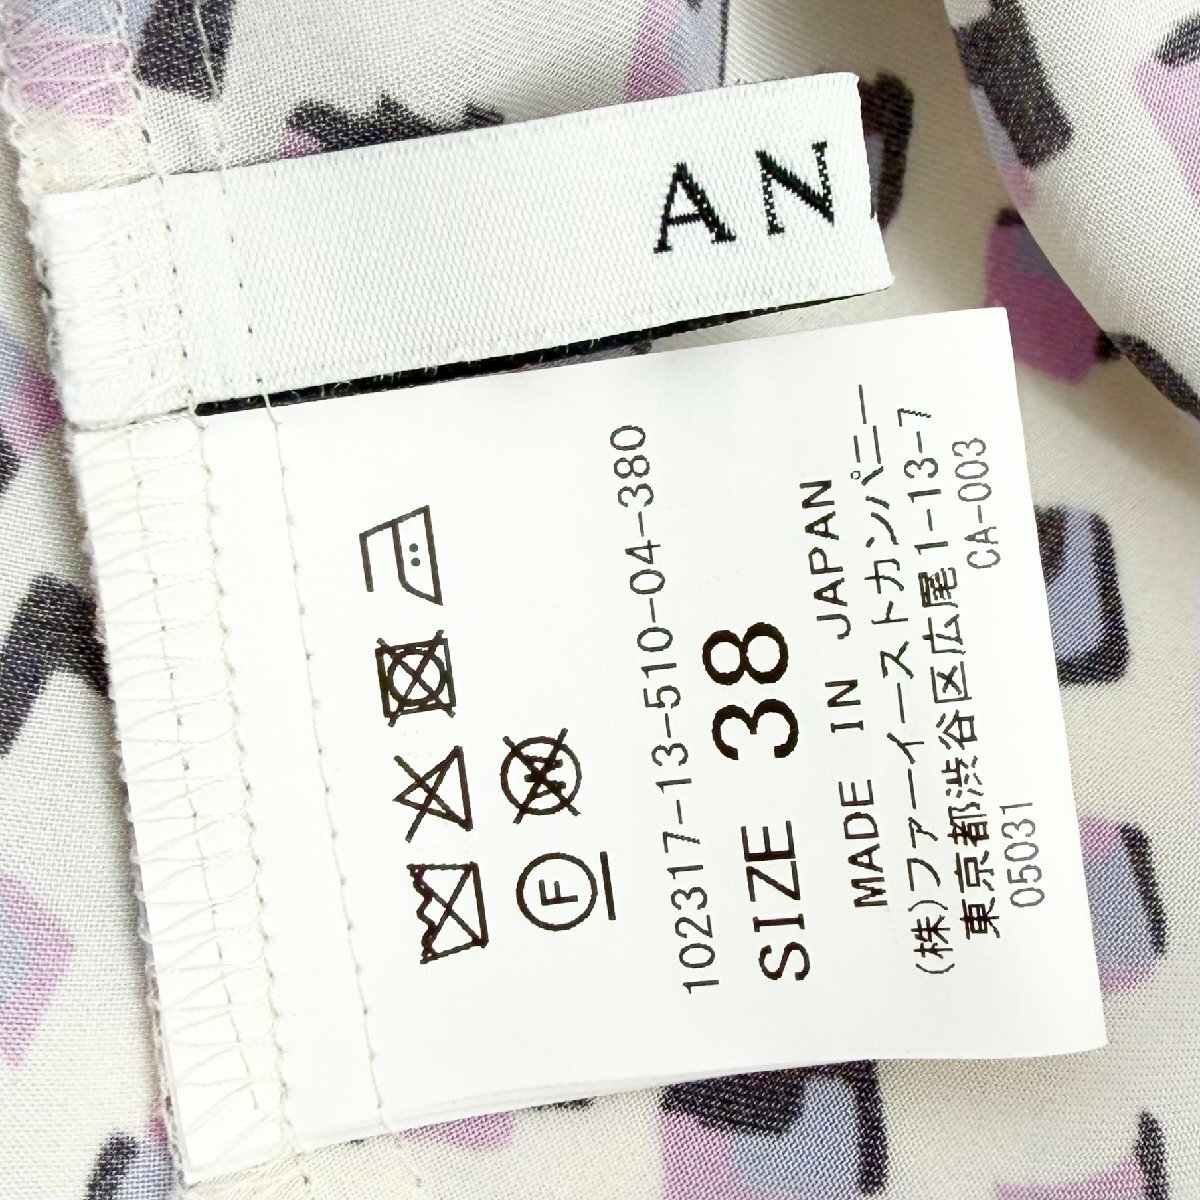 AN
F
W
102317-13-510-04-380
SIZE 38
MADE IN JAPAN
(株)ファーイーストカンパニー
東京都渋谷区広尾1-13-7
05031 CA-003